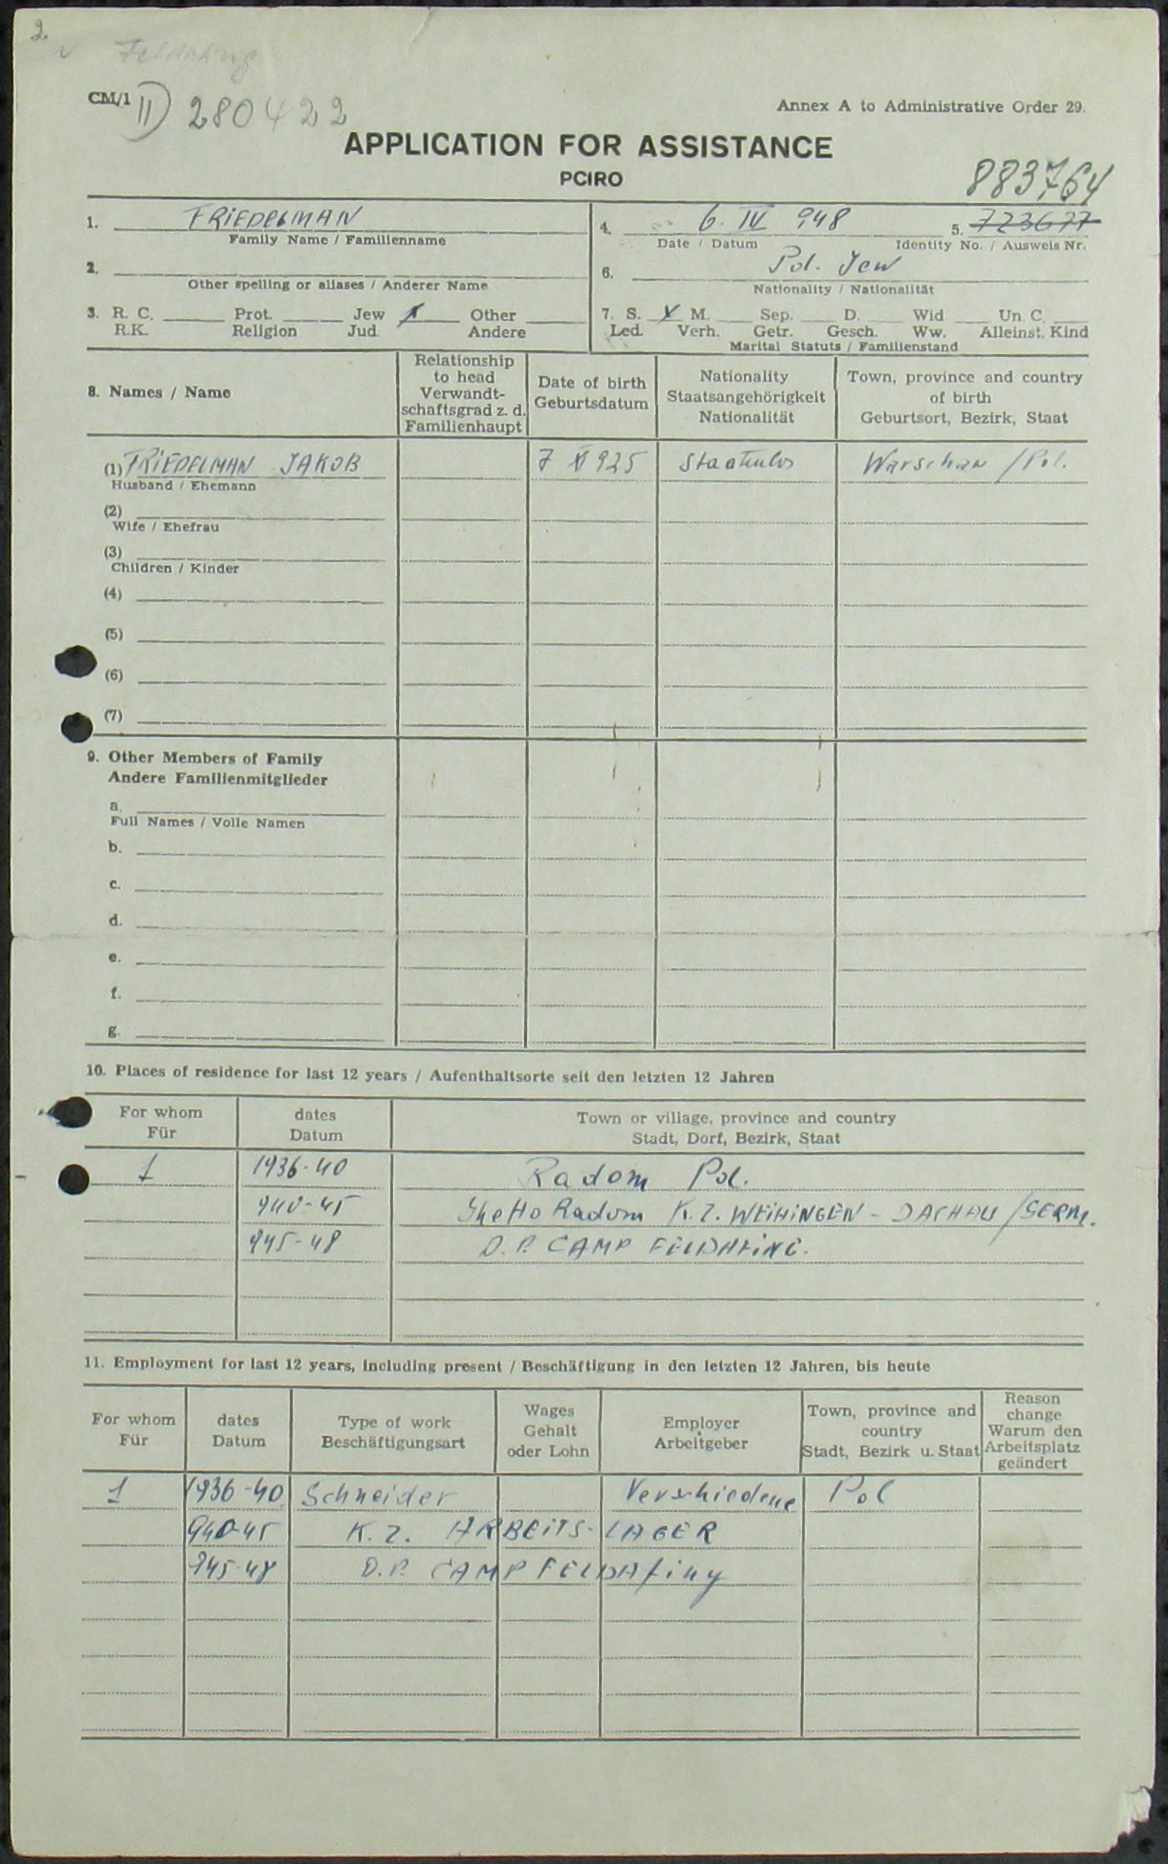 2.
Feldafing
CM/1 II) 280422
Annex A to Administrative Order 29.
APPLICATION FOR ASSISTANCE
PCIRO
883764
1. FRIEDELMAN
Family Name / Familienname
4. 6. IV 948
Date / Datum
5. 723677
Identity No. / Ausweis Nr.
2.
Other spelling or aliases / Anderer Name
6. Pol. Jew
Nationality / Nationalität
3. R. C. Prot. Jew X Other
R.K. Religion Jud Andere
7. S. X M. Sep. D. Wid Un. C.
Led. Verh. Getr. Gesch. Ww. Alleinst. Kind
Marital Statuts / Familienstand
8. Names / Name
Relationship
to head
Verwandt-
schaftsgrad z. d.
Familienhaupt
Date of birth
Geburtsdatum
Nationality
Staatsangehörigkeit
Nationalität
Town, province and country
of birth
Geburtsort, Bezirk, Staat
(1) FRIEDELMAN JAKOB 7 XI 925 Staatenlos Warschau / Pol.
Husband / Ehemann
(2)
Wife / Ehefrau
(3)
Children / Kinder
(4)
(5)
(6)
(7)
9. Other Members of Family
Andere Familienmitglieder
a.
Full Names / Volle Namen
b.
c.
d.
e.
f.
g.
10. Places of residence for last 12 years / Aufenthaltsorte seit den letzten 12 Jahren
For whom
Für
dates
Datum
Town or village, province and country
Stadt, Dorf, Bezirk, Staat
1 1936-40 Radom Pol.
940-45 Ghetto Radom K.Z. WEIHINGEN - DACHAU / GERM.
945-48 D.P. CAMP FELDAFING.
11. Employment for last 12 years, including present / Beschäftigung in den letzten 12 Jahren, bis heute
For whom
Für
dates
Datum
Type of work
Beschäftigungsart
Wages
Gehalt
oder Lohn
Employer
Arbeitgeber
Town, province and
country
Stadt, Bezirk u. Staat
Reason
change
Warum den
Arbeitsplatz
geändert
1 1936-40 Schneider Verschiedene Pol
940-45 K.Z. ARBEITS-LAGER
945-48 D.P. CAMP FELDAfing